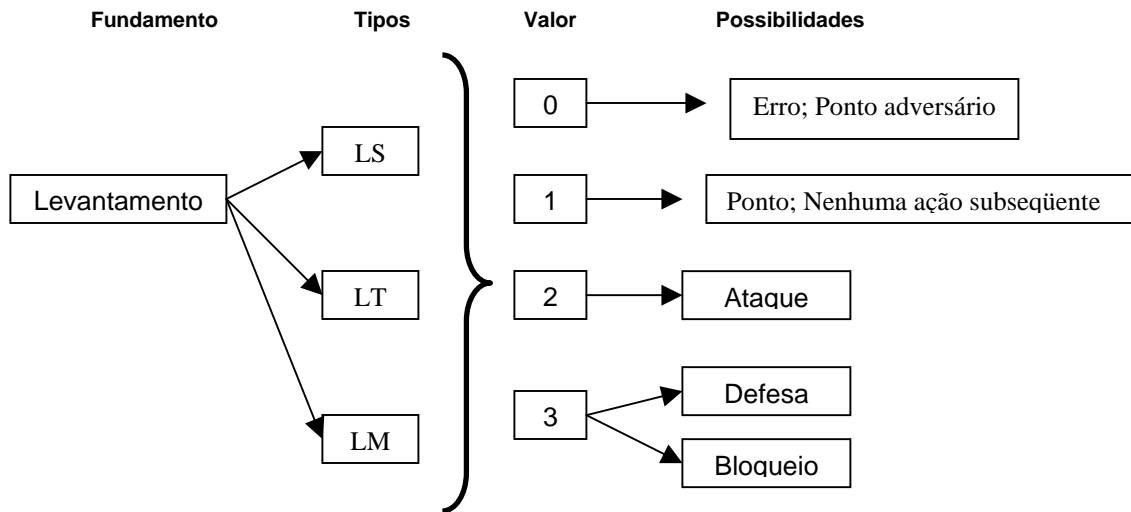 Fundamento Tipos Valor Possibilidades
0
Erro; Ponto adversário
LS
Levantamento
1
Ponto; Nenhuma ação subseqüente
LT
2
Ataque
Defesa
3
LM
Bloqueio